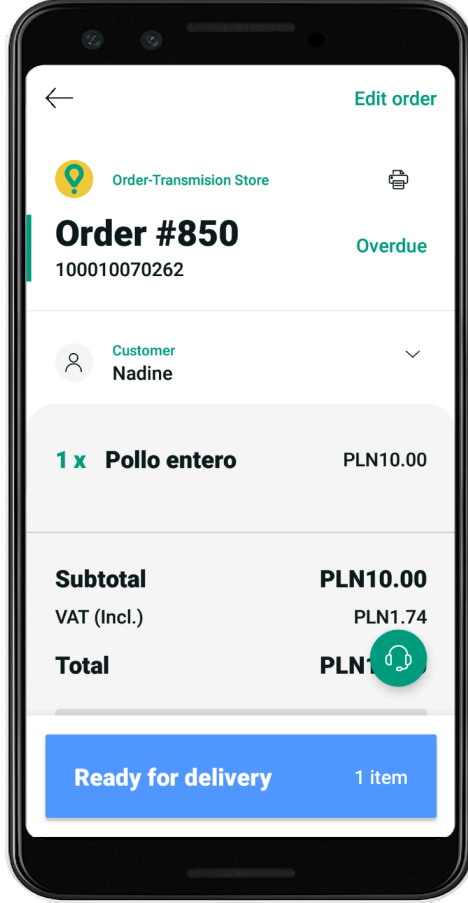 Edit order
Order-Transmision Store
Order #850
Overdue
100010070262
Customer
Nadine
1 x Pollo entero PLN10.00
Subtotal PLN10.00
VAT (Incl.) PLN1.74
Total
Ready for delivery 1 item